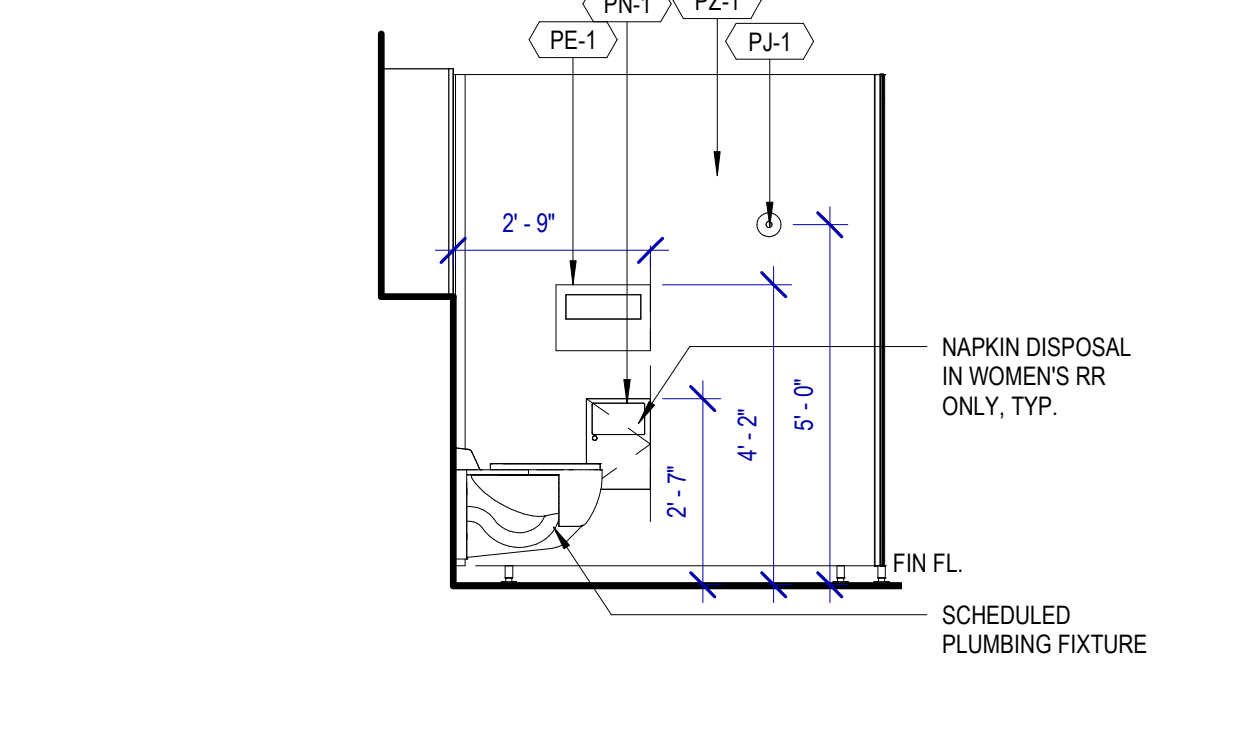 PN-1
PZ-1
PE-1
PJ-1
2' - 9"
NAPKIN DISPOSAL
IN WOMEN'S RR
ONLY, TYP.
5' - 0"
4' - 2"
2' - 7"
FIN FL.
SCHEDULED
PLUMBING FIXTURE